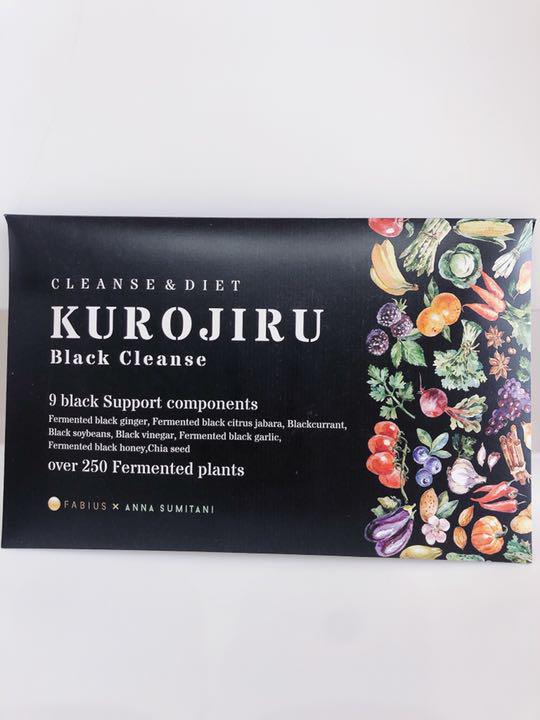 CLEANSE & DIET
KUROJIRU
Black Cleanse
9 black Support components
Fermented black ginger, Fermented black citrus jabara, Blackcurrant,
Black soybeans, Black vinegar, Fermented black garlic,
Fermented black honey,Chia seed
over 250 Fermented plants
FABIUS × ANNA SUMITANI